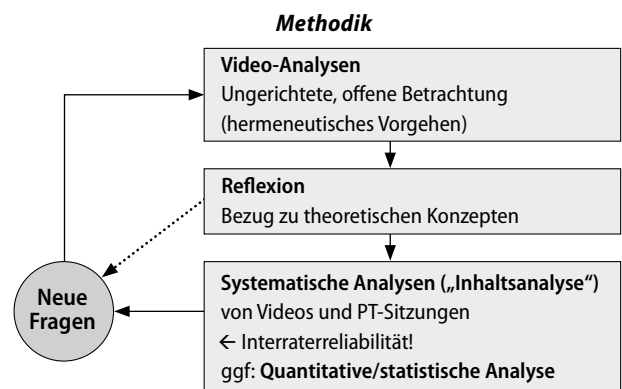 Methodik
Video-Analysen
Ungerichtete, offene Betrachtung
(hermeneutisches Vorgehen)
Reflexion
Bezug zu theoretischen Konzepten
Systematische Analysen („Inhaltsanalyse“)
von Videos und PT-Sitzungen
← Interraterreliabilität!
ggf: Quantitative/statistische Analyse
Neue
Fragen